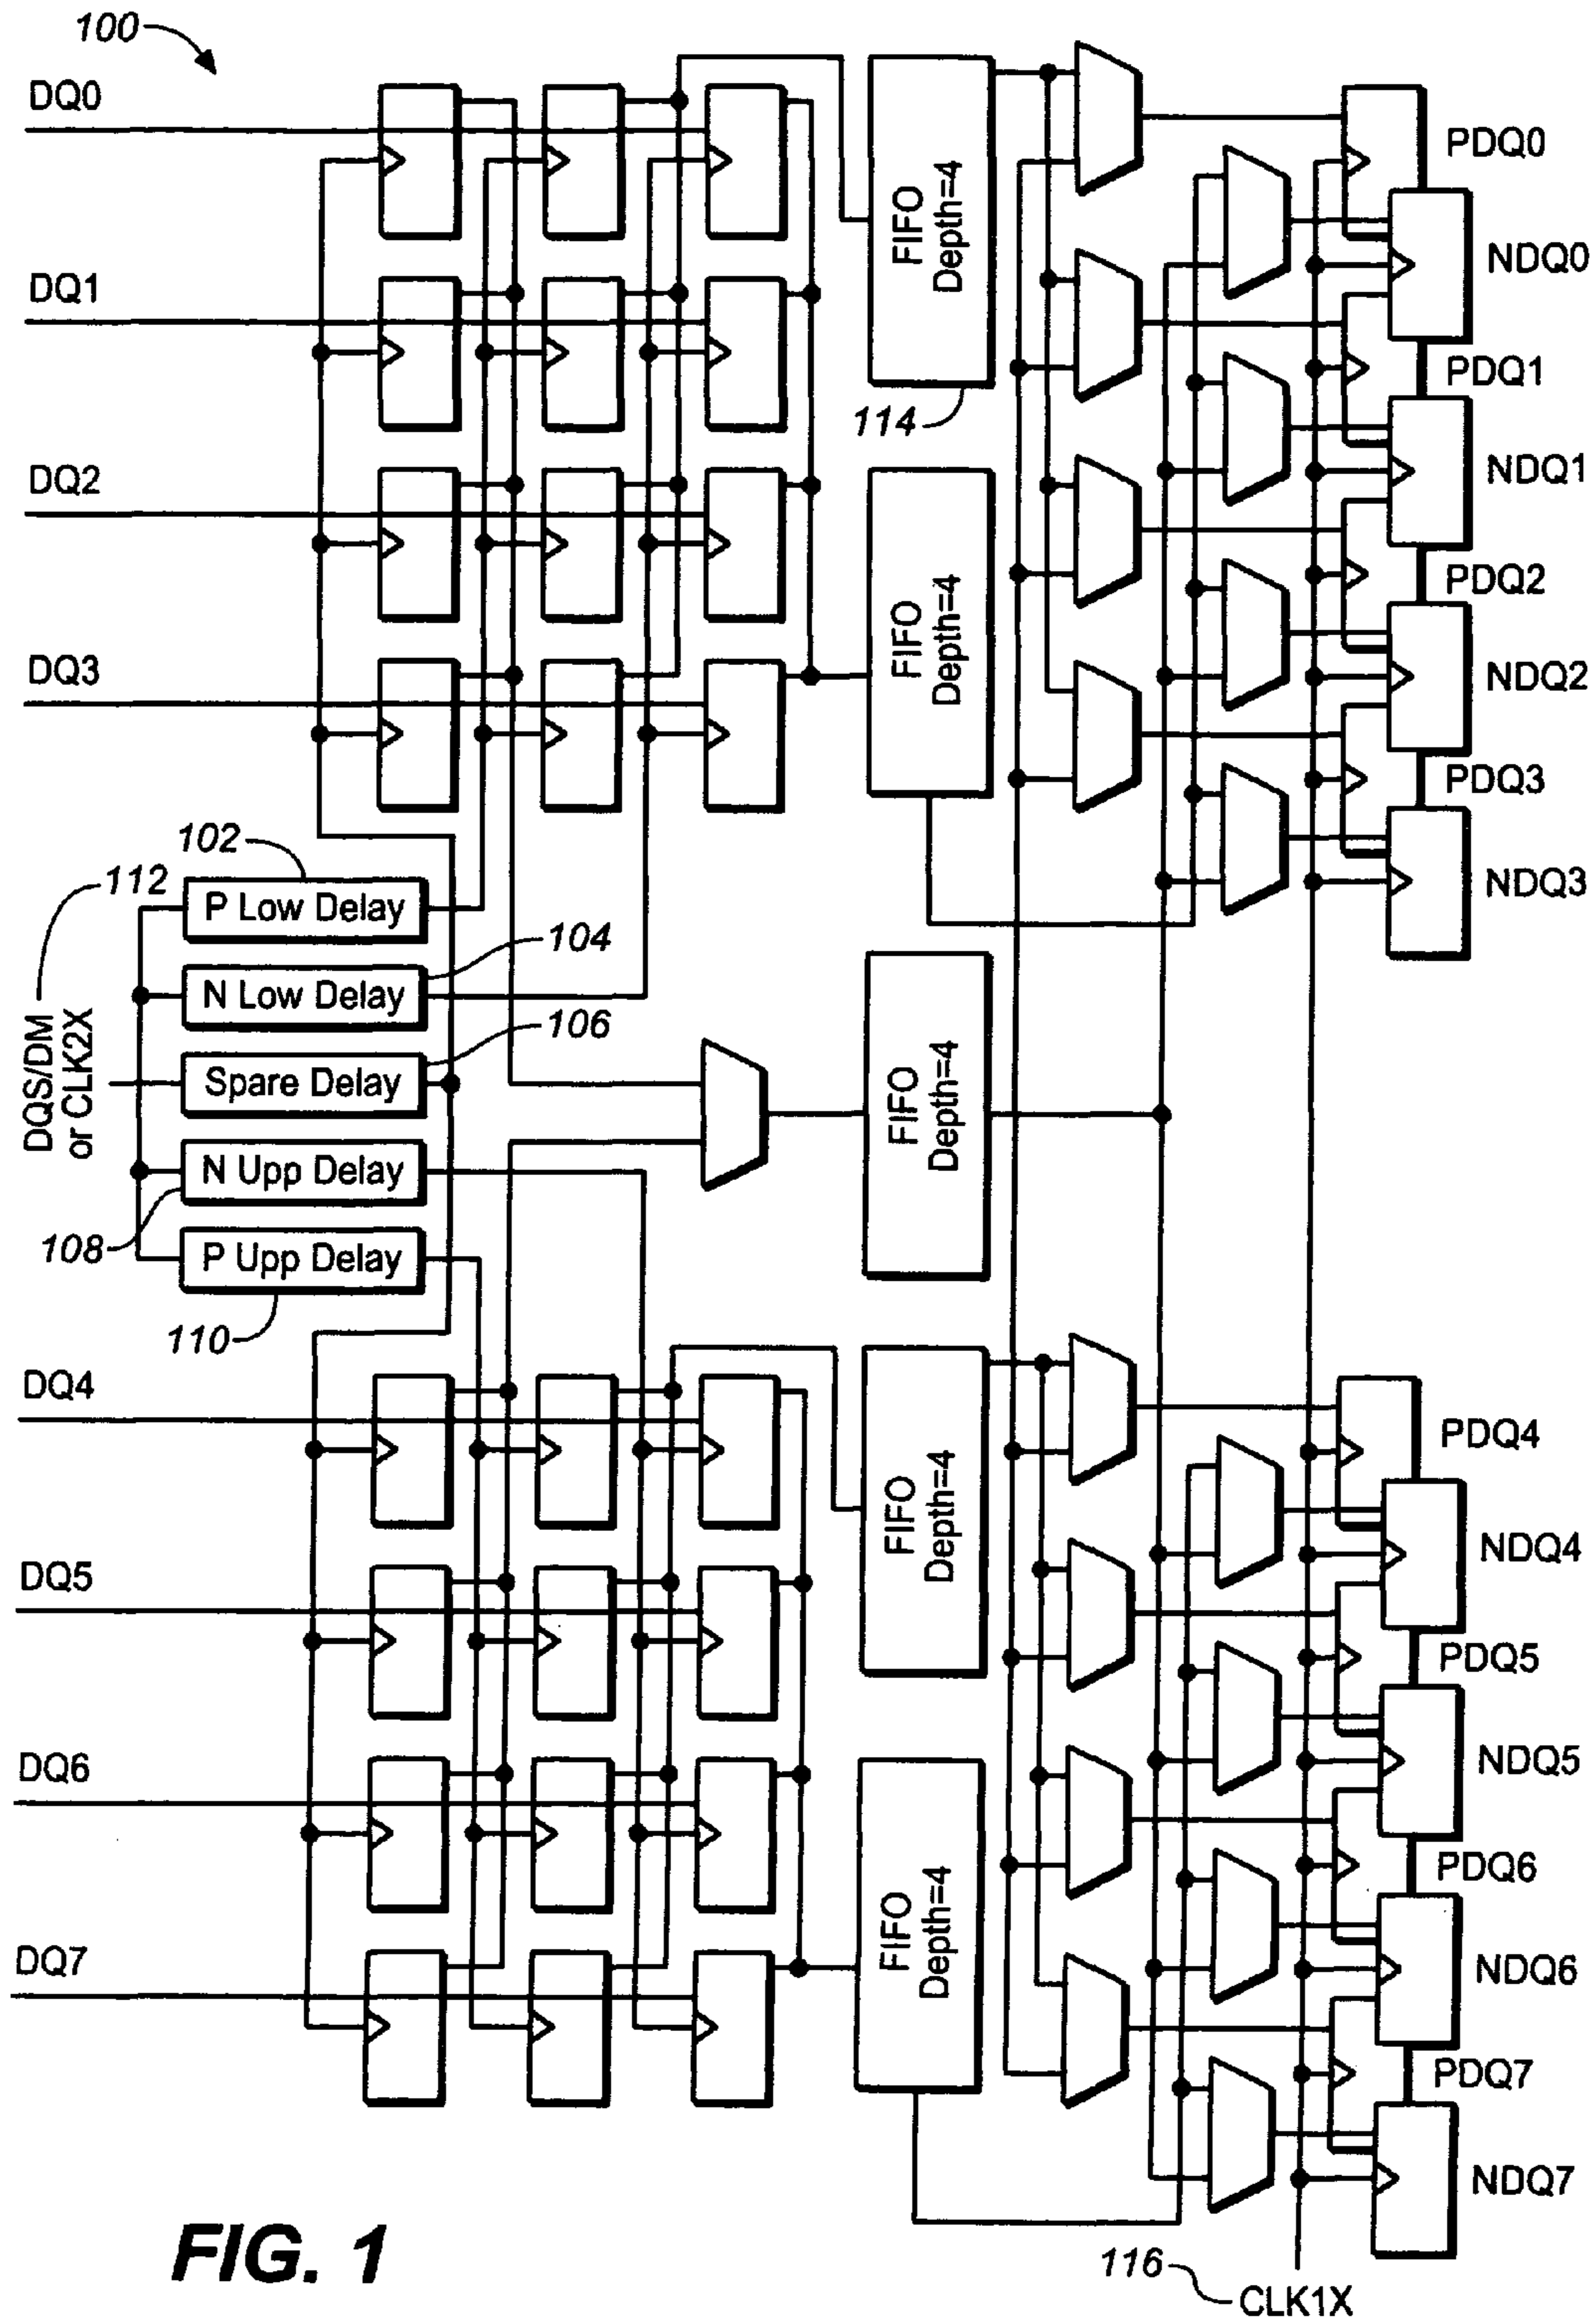 100
DQ0
DQ1
DQ2
DQ3
FIFO
Depth=4
114
FIFO
Depth=4
PDQ0
NDQ0
PDQ1
NDQ1
PDQ2
NDQ2
PDQ3
NDQ3
102
112
P Low Delay
104
N Low Delay
106
DQS/DM
or CLK2X
Spare Delay
N Upp Delay
108
P Upp Delay
110
FIFO
Depth=4
DQ4
DQ5
DQ6
DQ7
FIFO
Depth=4
FIFO
Depth=4
PDQ4
NDQ4
PDQ5
NDQ5
PDQ6
NDQ6
PDQ7
NDQ7
FIG. 1
116
CLK1X